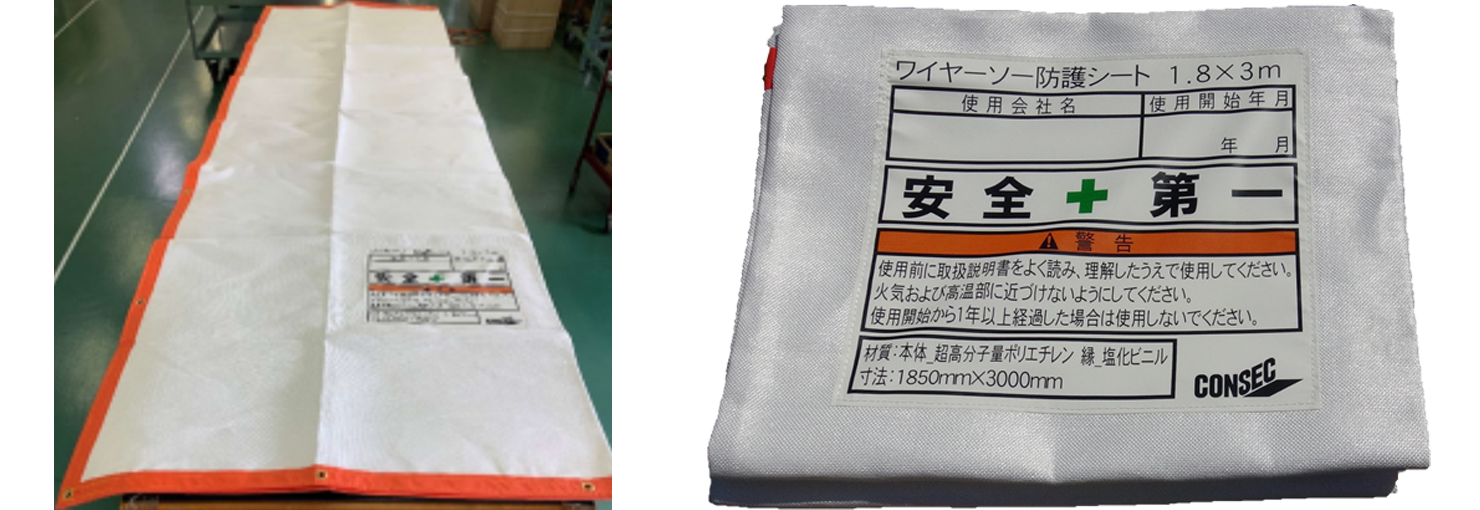 安全+第一
ワイヤーソー防護シート 1.8×3m
使用会社名 使用開始年月
年 月
安全+第一
⚠警告
使用前に取扱説明書をよく読み、理解したうえで使用してください。
火気および高温部に近づけないようにしてください。
使用開始から1年以上経過した場合は使用しないでください。
材質:本体_超高分子量ポリエチレン 縁_塩化ビニル
寸法:1850mm×3000mm
CONSEC